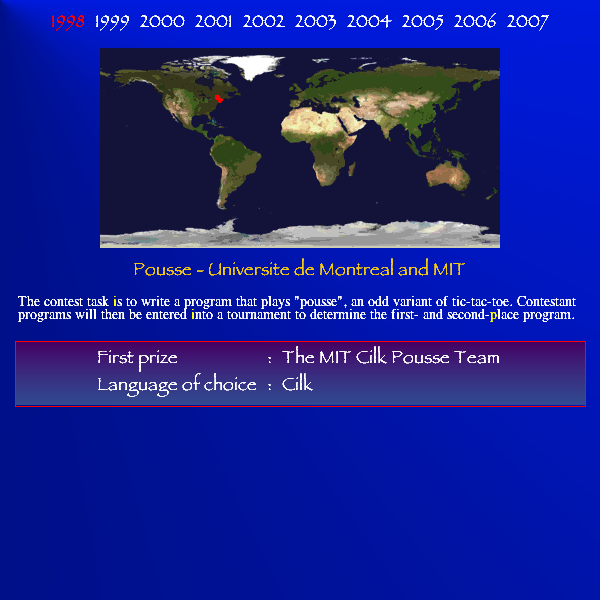 1998 1999 2000 2001 2002 2003 2004 2005 2006 2007
Pousse - Universite de Montreal and MIT
The contest task is to write a program that plays "pousse", an odd variant of tic-tac-toe. Contestant
programs will then be entered into a tournament to determine the first- and second-place program.
First prize : The MIT Cilk Pousse Team
Language of choice : Cilk